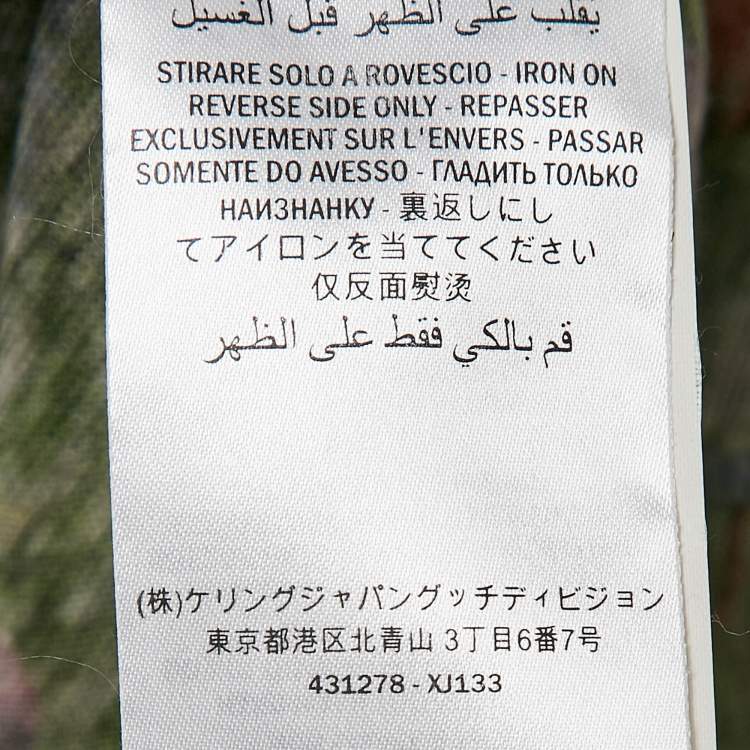 يقلب على الظهر قبل الغسيل
STIRARE SOLO A ROVESCIO - IRON ON
REVERSE SIDE ONLY - REPASSER
EXCLUSIVEMENT SUR L'ENVERS - PASSAR
SOMENTE DO AVESSO - ГЛАДИТЬ ТОЛЬКО
НАИЗНАНКУ - 裏返しにし
てアイロンを当ててください
仅反面熨烫
قم بالكي فقط على الظهر
(株)ケリングジャパングッチディビジョン
東京都港区北青山 3丁目6番7号
431278 - XJ133